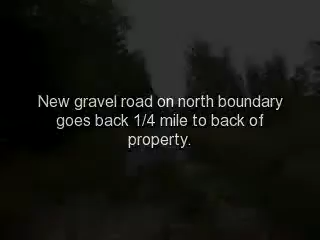 New gravel road on north boundary
goes back 1/4 mile to back of
property.